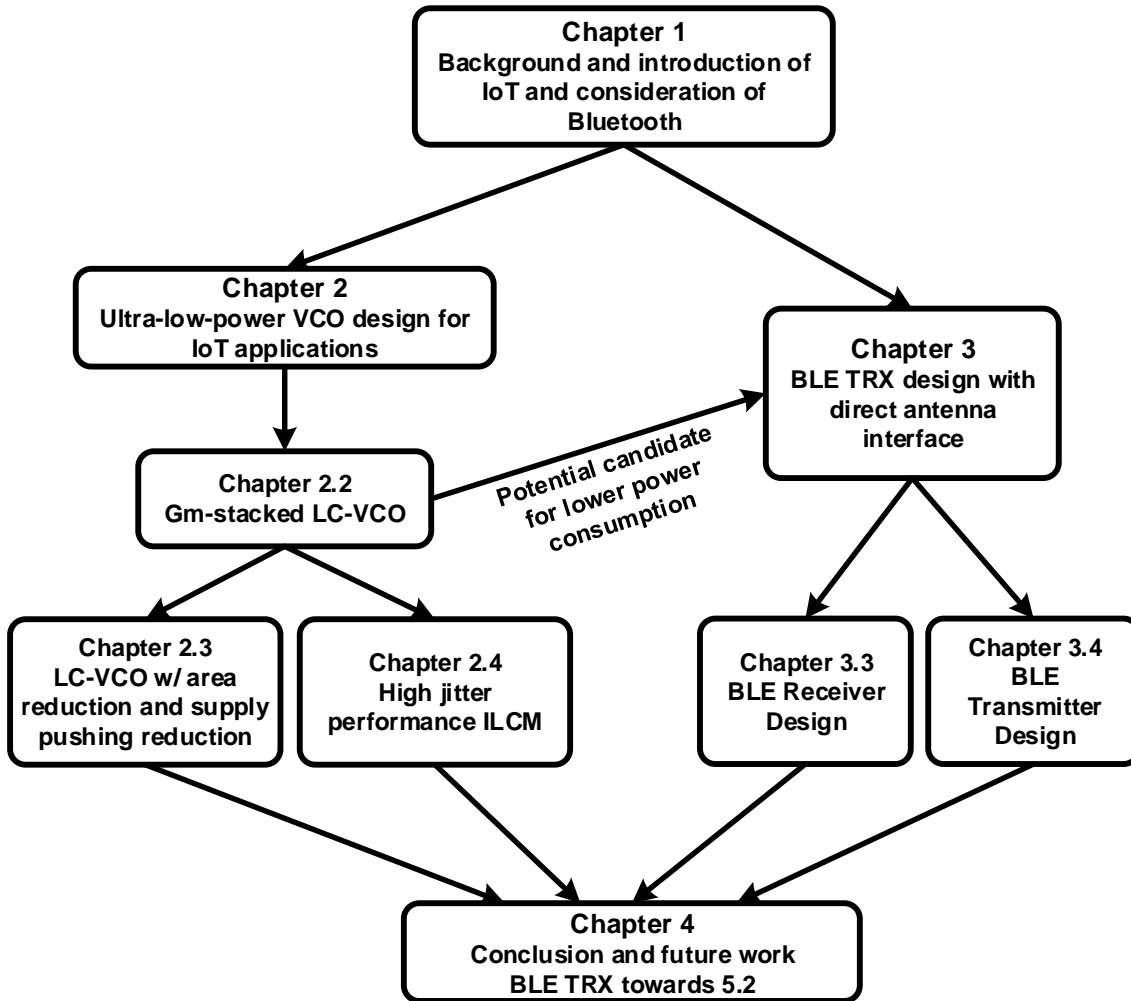 Chapter 1
Background and introduction of
IoT and consideration of
Bluetooth
Chapter 2
Ultra-low-power VCO design for
IoT applications
Chapter 3
BLE TRX design with
direct antenna
interface
Chapter 2.2
Gm-stacked LC-VCO
Potential candidate
for lower power
consumption
Chapter 2.3
LC-VCO w/ area
reduction and supply
pushing reduction
Chapter 2.4
High jitter
performance ILCM
Chapter 3.3
BLE Receiver
Design
Chapter 3.4
BLE
Transmitter
Design
Chapter 4
Conclusion and future work
BLE TRX towards 5.2